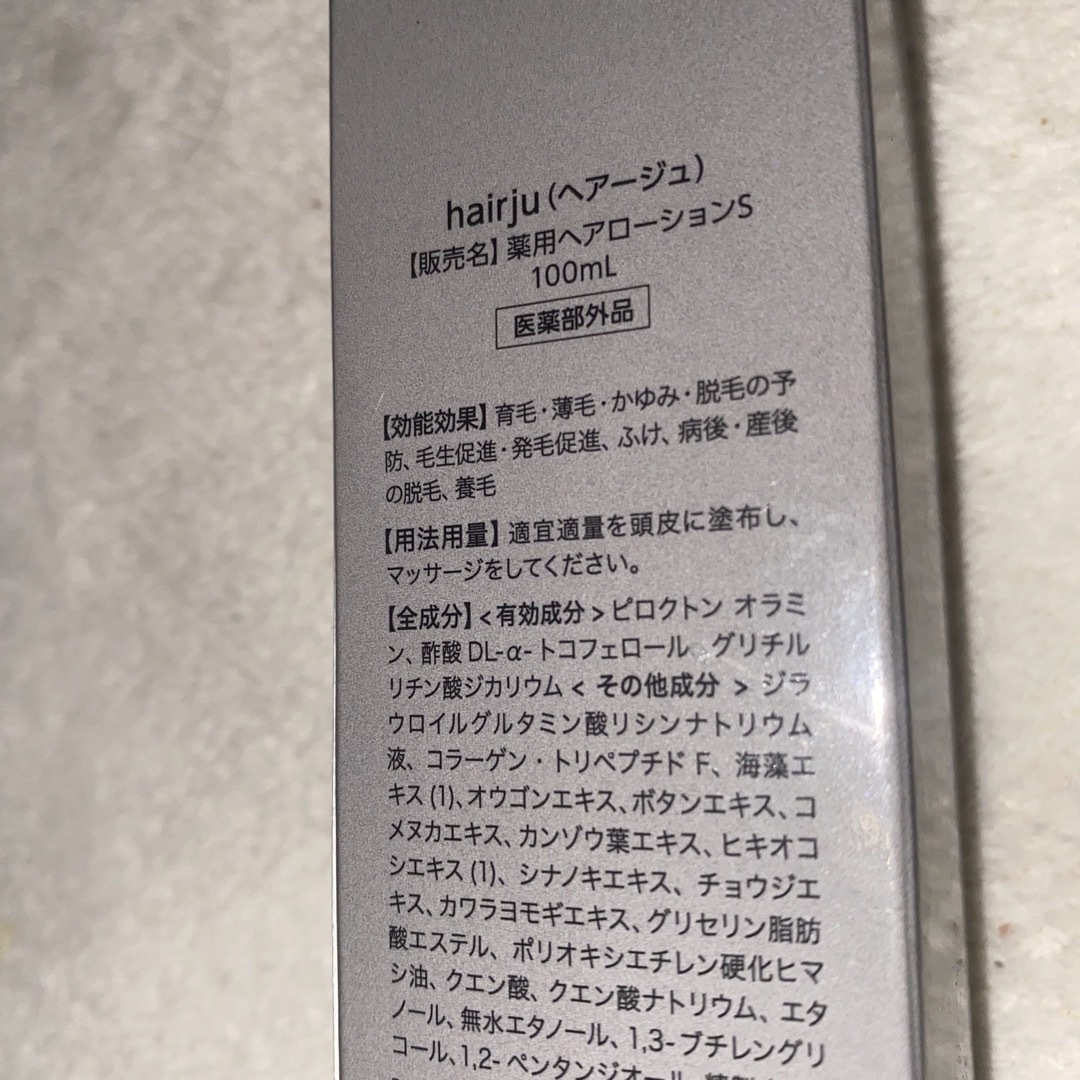 hairju(ヘアージュ)
【販売名】薬用ヘアローションS
100mL
医薬部外品
【効能効果】育毛・薄毛・かゆみ・脱毛の予
防、毛生促進・発毛促進、ふけ、病後・産後
の脱毛、養毛
【用法用量】適宜適量を頭皮に塗布し、
マッサージをしてください。
【全成分】<有効成分>ピロクトン オラミ
ン、酢酸 DL-α-トコフェロール グリチル
リチン酸ジカリウム< その他成分 > ジラ
ウロイルグルタミン酸リシンナトリウム
液、コラーゲン・トリペプチド F、海藻エ
キス(1)、オウゴンエキス、ボタンエキス、コ
メヌカエキス、カンゾウ葉エキス、ヒキオコ
シエキス(1)、シナノキエキス、チョウジエ
キス、カワラヨモギエキス、グリセリン脂肪
酸エステル、ポリオキシエチレン硬化ヒマ
シ油、クエン酸、クエン酸ナトリウム、エタ
ノール、無水エタノール、1,3-ブチレングリ
コール、1,2-ペンタンジオール、